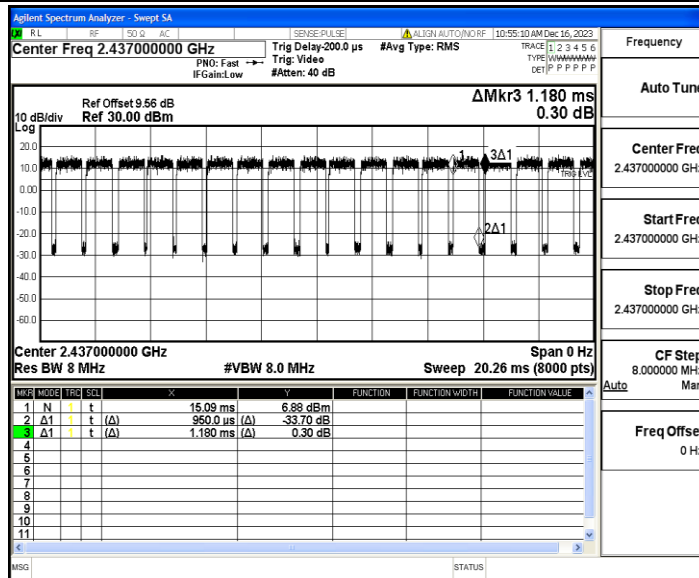 Agilent Spectrum Analyzer - Swept SA
RL RF 50 Ω AC SENSE:PULSE ALIGN AUTO/NO RF 10:55:10 AM Dec 16, 2023
Center Freq 2.437000000 GHz
PNO: Fast
IFGain:Low
Trig Delay-200.0 µs
Trig: Video
#Atten: 40 dB
#Avg Type: RMS
TRACE 1 2 3 4 5 6
TYPE
DET P P P P P P
Ref Offset 9.56 dB
Ref 30.00 dBm
10 dB/div
Log
ΔMkr3 1.180 ms
0.30 dB
20.0
10.0
0.00
-10.0
-20.0
-30.0
-40.0
-50.0
-60.0
1
3Δ1
TRIG LVL
2Δ1
Center 2.437000000 GHz Span 0 Hz
Res BW 8 MHz #VBW 8.0 MHz Sweep 20.26 ms (8000 pts)
MKR MODE TRC SCL X Y FUNCTION FUNCTION WIDTH FUNCTION VALUE
1 N 1 t 15.09 ms 6.88 dBm
2 Δ1 1 t (Δ) 950.0 µs (Δ) -33.70 dB
3 Δ1 1 t (Δ) 1.180 ms (Δ) 0.30 dB
4
5
6
7
8
9
10
11
MSG STATUS
Frequency
Auto Tune
Center Freq
2.437000000 GHz
Start Freq
2.437000000 GHz
Stop Freq
2.437000000 GHz
CF Step
8.000000 MHz
Auto Man
Freq Offset
0 Hz